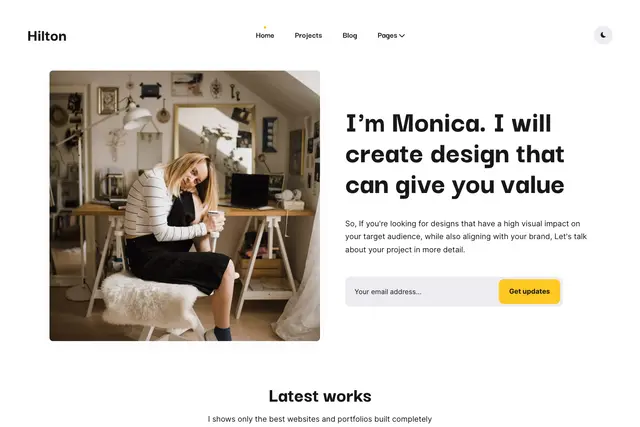 Hilton
Home Projects Blog Pages
I'm Monica. I will
create design that
can give you value
So, If you're looking for designs that have a high visual impact on
your target audience, while also aligning with your brand, Let's talk
about your project in more detail.
Your email address... Get updates
Latest works
I shows only the best websites and portfolios built completely